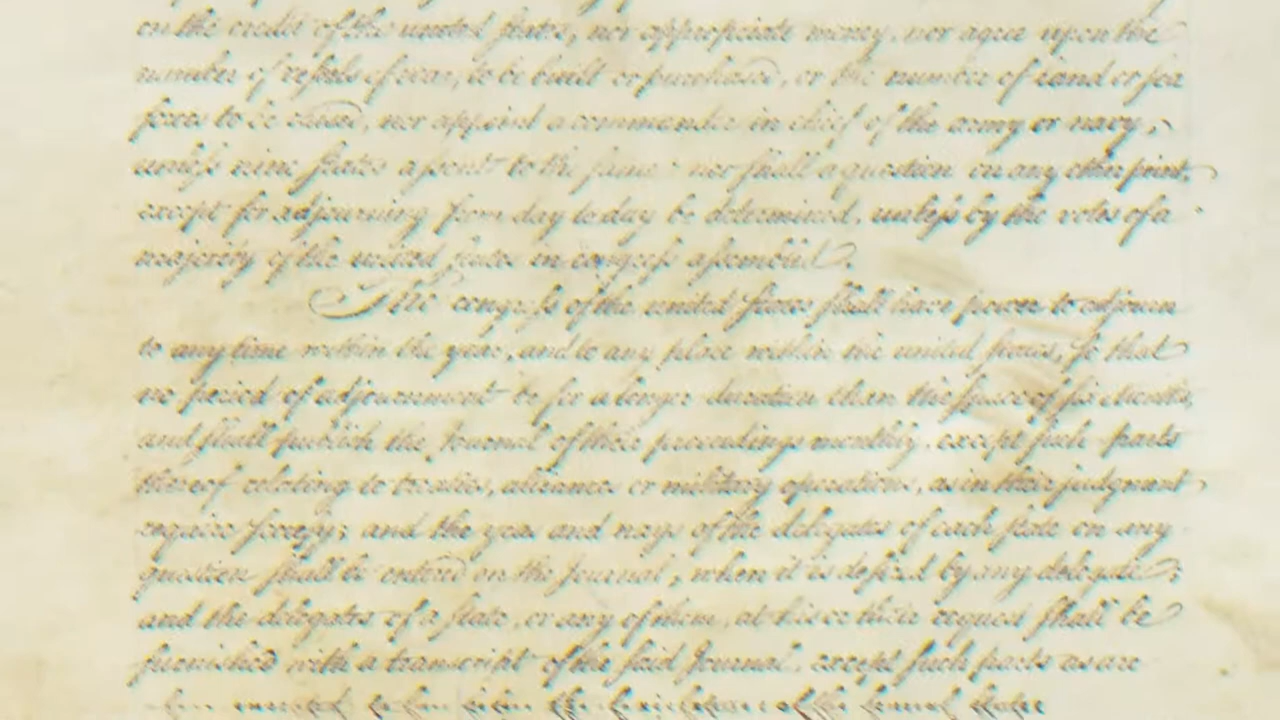 on the credit of the united states, nor appropriate money, nor agree upon the
number of vessels of war, to be built or purchased, or the number of land or sea
forces to be raised, nor appoint a commander in chief of the army or navy,
unless nine states assent to the same: nor shall a question on any other point,
except for adjourning from day to day be determined, unless by the votes of a
majority of the united states in congress assembled.
The congress of the united states shall have power to adjourn
to any time within the year, and to any place within the united states, so that
no period of adjournment be for a longer duration than the space of six Months,
and shall publish the Journal of their proceedings monthly, except such parts
thereof relating to treaties, alliances or military operations, as in their judgment
require secresy; and the yeas and nays of the delegates of each state on any
question shall be entered on the Journal, when it is desired by any delegate;
and the delegates of a state, or any of them, at his or their request shall be
furnished with a transcript of the said Journal, except such parts as are
the legislatures of the several states